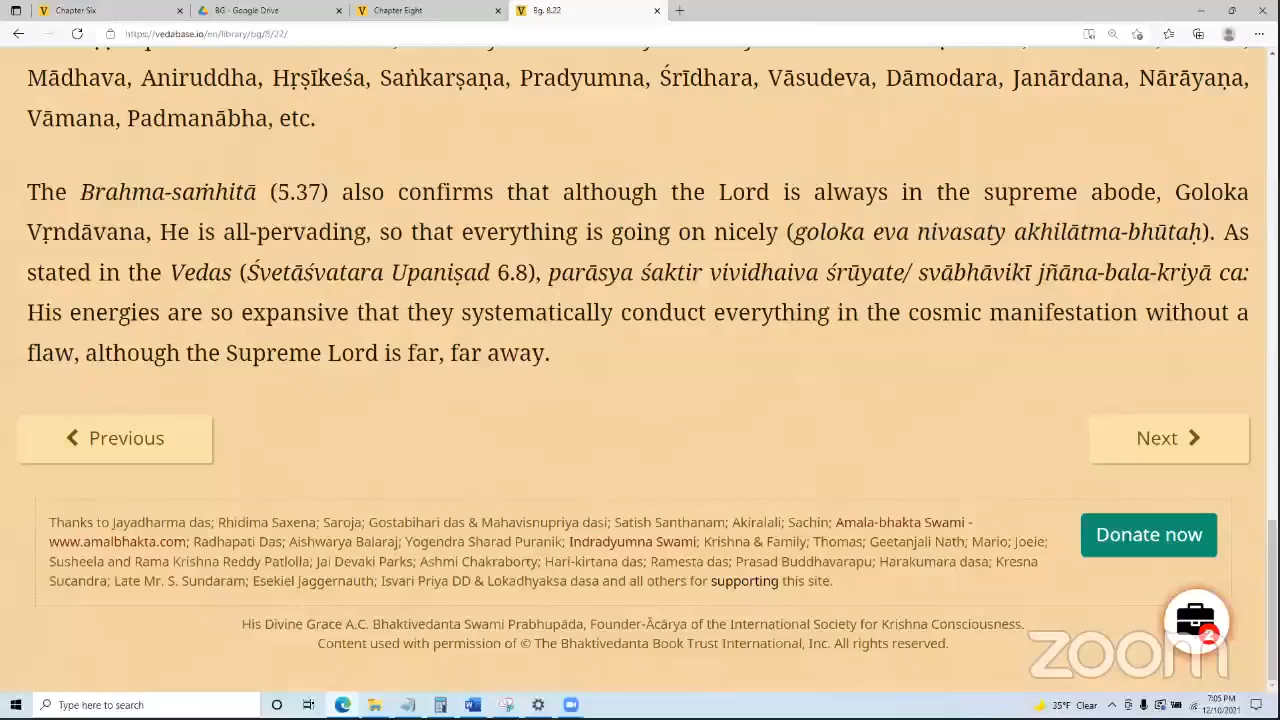 Chapter Six
BG - Google Drive
Chapter Eight
Bg. 8.22
https://vedabase.io/en/library/bg/8/22/
Mādhava, Aniruddha, Hṛṣīkeśa, Saṅkarṣaṇa, Pradyumna, Śrīdhara, Vāsudeva, Dāmodara, Janārdana, Nārāyaṇa,
Vāmana, Padmanābha, etc.
The Brahma-saṁhitā (5.37) also confirms that although the Lord is always in the supreme abode, Goloka
Vṛndāvana, He is all-pervading, so that everything is going on nicely (goloka eva nivasaty akhilātma-bhūtaḥ). As
stated in the Vedas (Śvetāśvatara Upaniṣad 6.8), parāsya śaktir vividhaiva śrūyate/ svābhāvikī jñāna-bala-kriyā ca:
His energies are so expansive that they systematically conduct everything in the cosmic manifestation without a
flaw, although the Supreme Lord is far, far away.
Previous
Next
Thanks to Jayadharma das; Rhidima Saxena; Saroja; Gostabihari das & Mahavisnupriya dasi; Satish Santhanam; Akiralali; Sachin; Amala-bhakta Swami -
www.amalbhakta.com; Radhapati Das; Aishwarya Balaraj; Yogendra Sharad Puranik; Indradyumna Swami; Krishna & Family; Thomas; Geetanjali Nath; Mario; Joeie;
Susheela and Rama Krishna Reddy Patlolla; Jai Devaki Parks; Ashmi Chakraborty; Hari-kirtana das; Ramesta das; Prasad Buddhavarapu; Harakumara dasa; Kresna
Sucandra; Late Mr. S. Sundaram; Esekiel Jaggernauth; Isvari Priya DD & Lokadhyaksa dasa and all others for supporting this site.
Donate now
His Divine Grace A.C. Bhaktivedanta Swami Prabhupāda, Founder-Ācārya of the International Society for Krishna Consciousness.
Content used with permission of © The Bhaktivedanta Book Trust International, Inc. All rights reserved.
2
zoom
Type here to search
35°F Clear
7:05 PM
12/10/2021